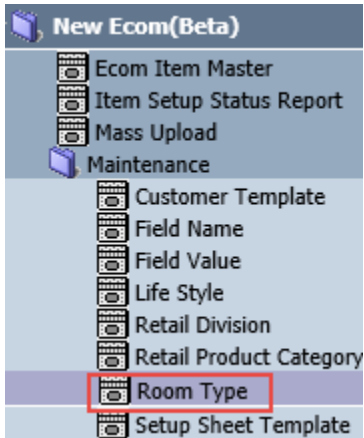 New Ecom(Beta)
Ecom Item Master
Item Setup Status Report
Mass Upload
Maintenance
Customer Template
Field Name
Field Value
Life Style
Retail Division
Retail Product Category
Room Type
Setup Sheet Template